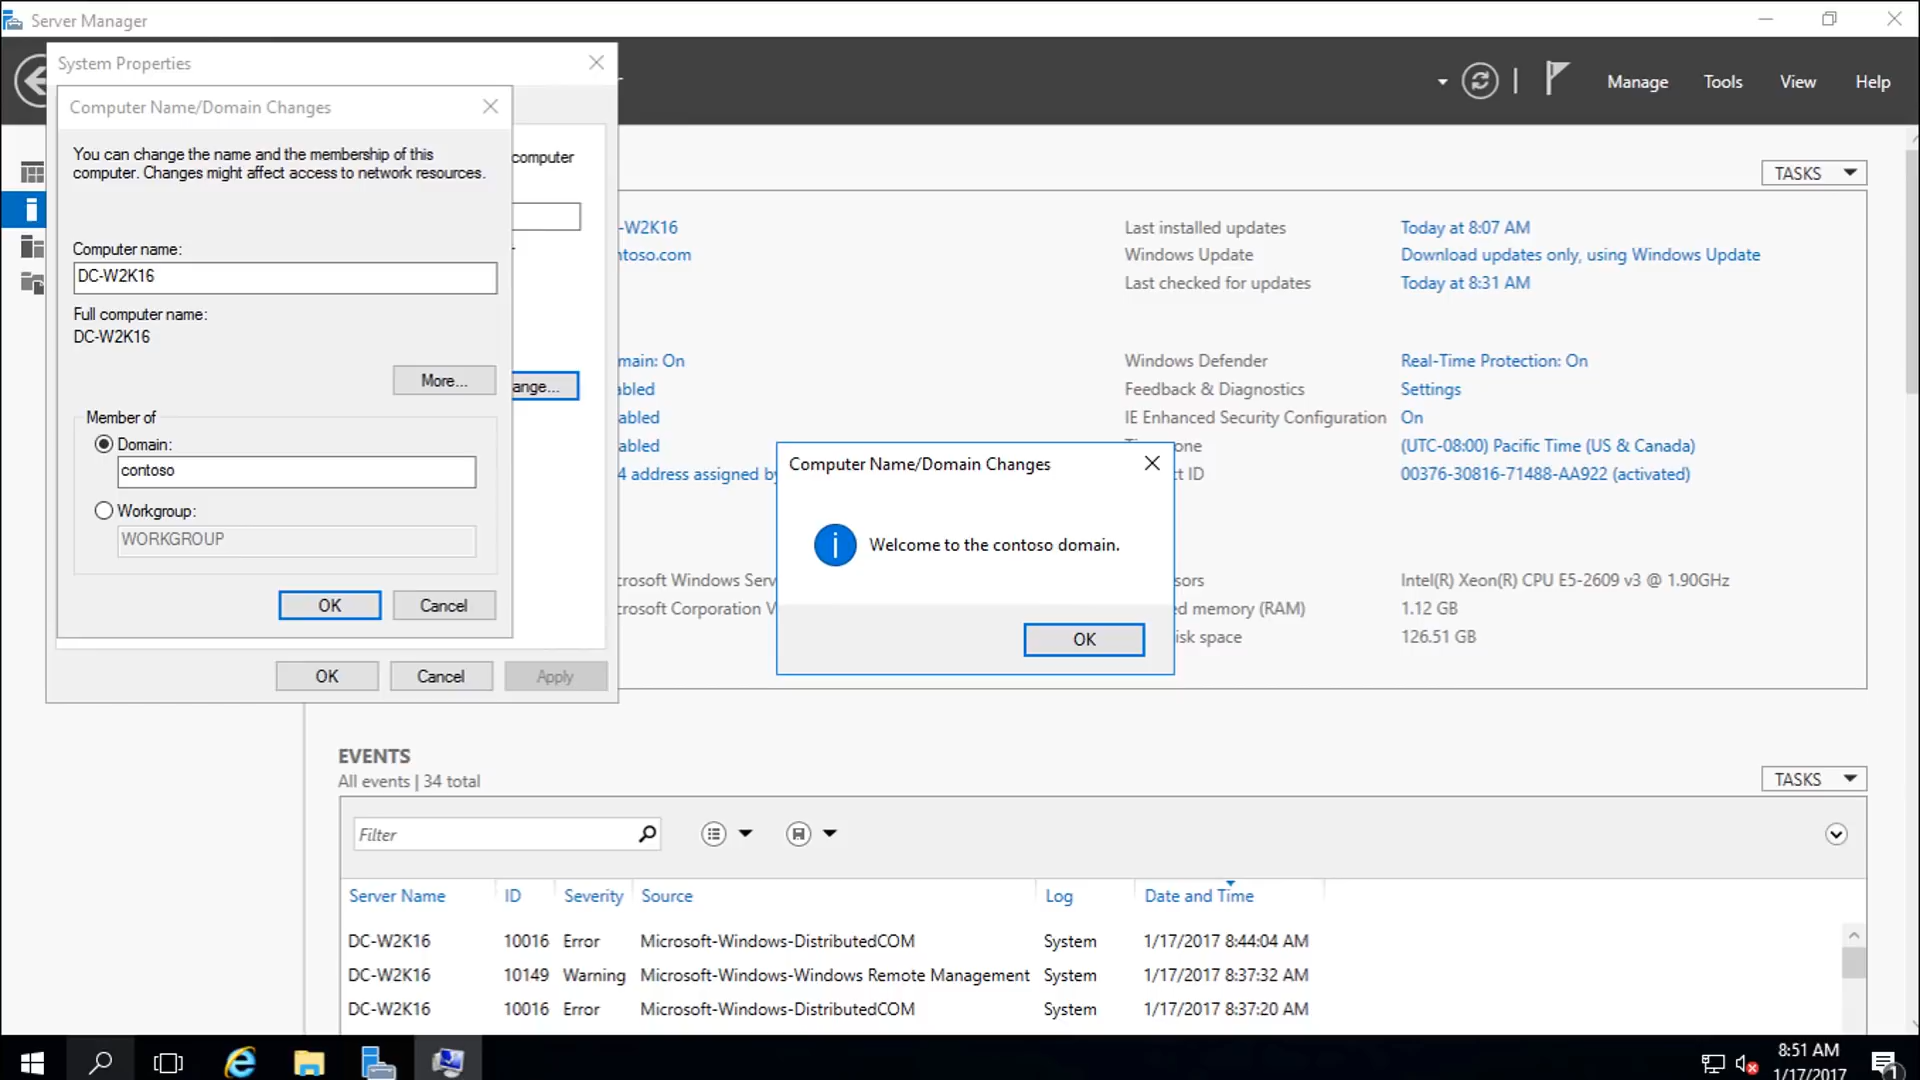 Server Manager
Manage
Tools
View
Help
System Properties
Computer Name/Domain Changes
You can change the name and the membership of this
computer. Changes might affect access to network resources.
computer
Computer name:
DC-W2K16
Full computer name:
DC-W2K16
More...
ange...
Member of
Domain:
contoso
Workgroup:
WORKGROUP
OK
Cancel
OK
Cancel
Apply
TASKS
-W2K16
ntoso.com
Last installed updates
Today at 8:07 AM
Windows Update
Download updates only, using Windows Update
Last checked for updates
Today at 8:31 AM
main: On
abled
abled
abled
4 address assigned by
Windows Defender
Real-Time Protection: On
Feedback & Diagnostics
Settings
IE Enhanced Security Configuration
On
one
(UTC-08:00) Pacific Time (US & Canada)
ct ID
00376-30816-71488-AA922 (activated)
Computer Name/Domain Changes
Welcome to the contoso domain.
OK
crosoft Windows Serv
crosoft Corporation V
sors
Intel(R) Xeon(R) CPU E5-2609 v3 @ 1.90GHz
ed memory (RAM)
1.12 GB
isk space
126.51 GB
EVENTS
All events | 34 total
TASKS
Filter
Server Name ID Severity Source Log Date and Time
DC-W2K16 10016 Error Microsoft-Windows-DistributedCOM System 1/17/2017 8:44:04 AM
DC-W2K16 10149 Warning Microsoft-Windows-Windows Remote Management System 1/17/2017 8:37:32 AM
DC-W2K16 10016 Error Microsoft-Windows-DistributedCOM System 1/17/2017 8:37:20 AM
8:51 AM
1/17/2017
1